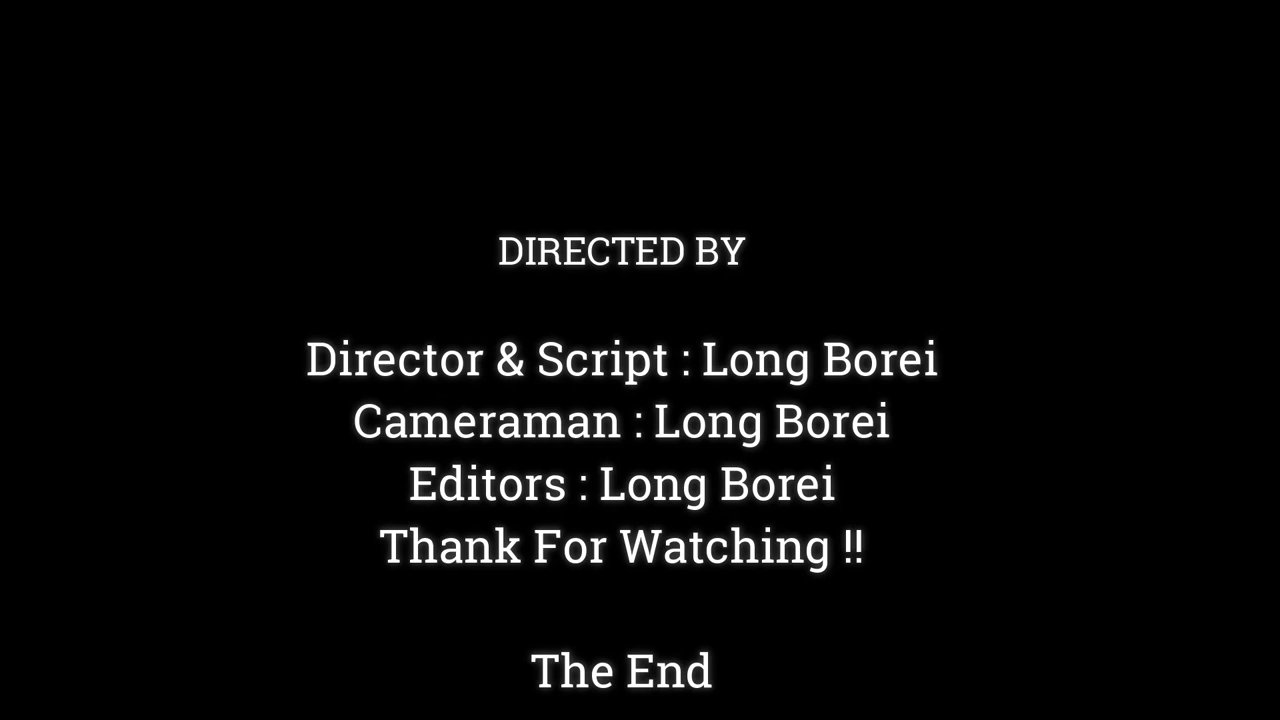 DIRECTED BY
Director & Script : Long Borei
Cameraman : Long Borei
Editors : Long Borei
Thank For Watching !!
The End